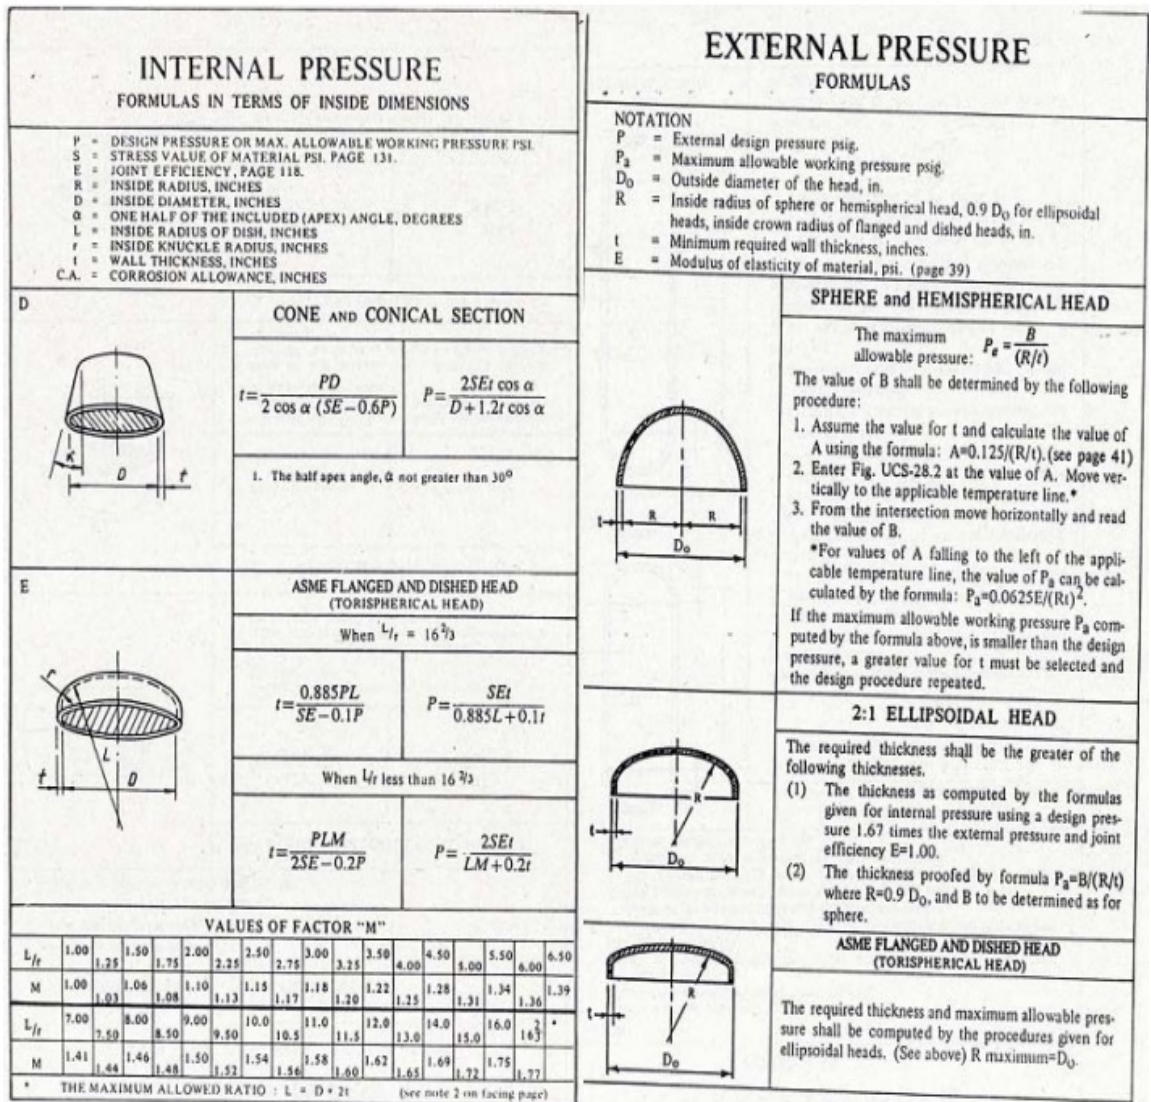 INTERNAL PRESSURE
FORMULAS IN TERMS OF INSIDE DIMENSIONS
P = DESIGN PRESSURE OR MAX. ALLOWABLE WORKING PRESSURE PSI.
S = STRESS VALUE OF MATERIAL PSI. PAGE 131.
E = JOINT EFFICIENCY, PAGE 118.
R = INSIDE RADIUS, INCHES
D = INSIDE DIAMETER, INCHES
α = ONE HALF OF THE INCLUDED (APEX) ANGLE, DEGREES
L = INSIDE RADIUS OF DISH, INCHES
r = INSIDE KNUCKLE RADIUS, INCHES
t = WALL THICKNESS, INCHES
C.A. = CORROSION ALLOWANCE, INCHES
D
CONE AND CONICAL SECTION
t= PD / 2 cos α (SE−0.6P)
P= 2SEt cos α / D+1.2t cos α
1. The half apex angle, α not greater than 30°
D
t
E
ASME FLANGED AND DISHED HEAD
(TORISPHERICAL HEAD)
When L/r = 16 2/3
t= 0.885PL / SE−0.1P
P= SEt / 0.885L+0.1t
When L/r less than 16 2/3
t= PLM / 2SE−0.2P
P= 2SEt / LM+0.2t
r
L
t
D
VALUES OF FACTOR "M"
L/r 1.00 1.25 1.50 1.75 2.00 2.25 2.50 2.75 3.00 3.25 3.50 4.00 4.50 5.00 5.50 6.00 6.50
M 1.00 1.03 1.06 1.08 1.10 1.13 1.15 1.17 1.18 1.20 1.22 1.25 1.28 1.31 1.34 1.36 1.39
L/r 7.00 7.50 8.00 8.50 9.00 9.50 10.0 10.5 11.0 11.5 12.0 13.0 14.0 15.0 16.0 16 2/3 *
M 1.41 1.44 1.46 1.48 1.50 1.52 1.54 1.56 1.58 1.60 1.62 1.65 1.69 1.72 1.75 1.77
* THE MAXIMUM ALLOWED RATIO : L = D + 2t (see note 2 on facing page)
EXTERNAL PRESSURE
FORMULAS
NOTATION
P = External design pressure psig.
Pa = Maximum allowable working pressure psig.
Do = Outside diameter of the head, in.
R = Inside radius of sphere or hemispherical head, 0.9 Do for ellipsoidal
heads, inside crown radius of flanged and dished heads, in.
t = Minimum required wall thickness, inches.
E = Modulus of elasticity of material, psi. (page 39)
SPHERE and HEMISPHERICAL HEAD
The maximum
allowable pressure: Pa = B / (R/t)
The value of B shall be determined by the following
procedure:
1. Assume the value for t and calculate the value of
A using the formula: A=0.125/(R/t). (see page 41)
2. Enter Fig. UCS-28.2 at the value of A. Move ver-
tically to the applicable temperature line.*
3. From the intersection move horizontally and read
the value of B.
*For values of A falling to the left of the appli-
cable temperature line, the value of Pa can be cal-
culated by the formula: Pa=0.0625E/(Rt)².
If the maximum allowable working pressure Pa com-
puted by the formula above, is smaller than the design
pressure, a greater value for t must be selected and
the design procedure repeated.
t
R
R
Do
2:1 ELLIPSOIDAL HEAD
The required thickness shall be the greater of the
following thicknesses.
(1) The thickness as computed by the formulas
given for internal pressure using a design pres-
sure 1.67 times the external pressure and joint
efficiency E=1.00.
(2) The thickness proofed by formula Pa=B/(R/t)
where R=0.9 Do, and B to be determined as for
sphere.
t
R
Do
ASME FLANGED AND DISHED HEAD
(TORISPHERICAL HEAD)
The required thickness and maximum allowable pres-
sure shall be computed by the procedures given for
ellipsoidal heads. (See above) R maximum=Do.
t
R
Do